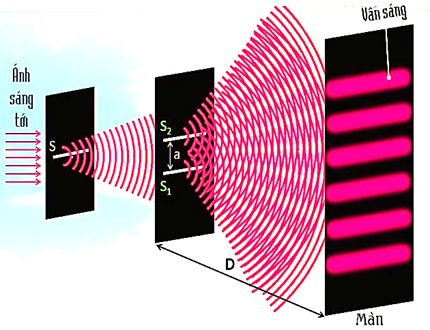 Vân sáng
Ánh
sáng
tới
S
S₂
a
S₁
D
Màn